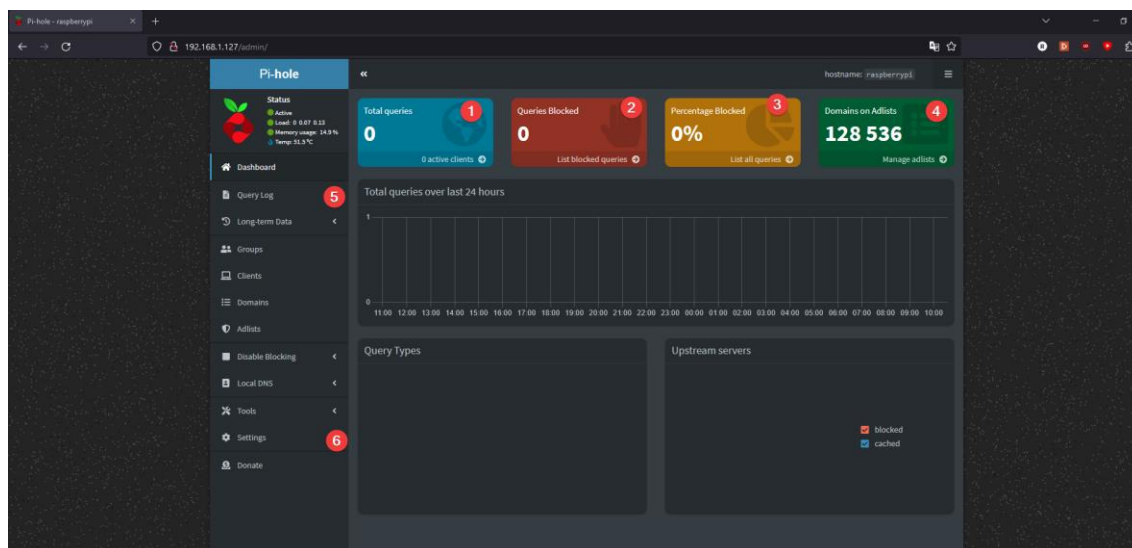 Pi-hole - raspberrypi
192.168.1.127/admin/
Pi-hole
hostname: raspberrypi
Status
Active
Load: 0 0.07 0.13
Memory usage: 14.9 %
Temp: 51.5 °C
Dashboard
Query Log
5
Long-term Data
Groups
Clients
Domains
Adlists
Disable Blocking
Local DNS
Tools
Settings
6
Donate
Total queries
1
0
0 active clients
Queries Blocked
2
0
List blocked queries
Percentage Blocked
3
0%
List all queries
Domains on Adlists
4
128 536
Manage adlists
Total queries over last 24 hours
1
0
11:00 12:00 13:00 14:00 15:00 16:00 17:00 18:00 19:00 20:00 21:00 22:00 23:00 00:00 01:00 02:00 03:00 04:00 05:00 06:00 07:00 08:00 09:00 10:00
Query Types
Upstream servers
blocked
cached